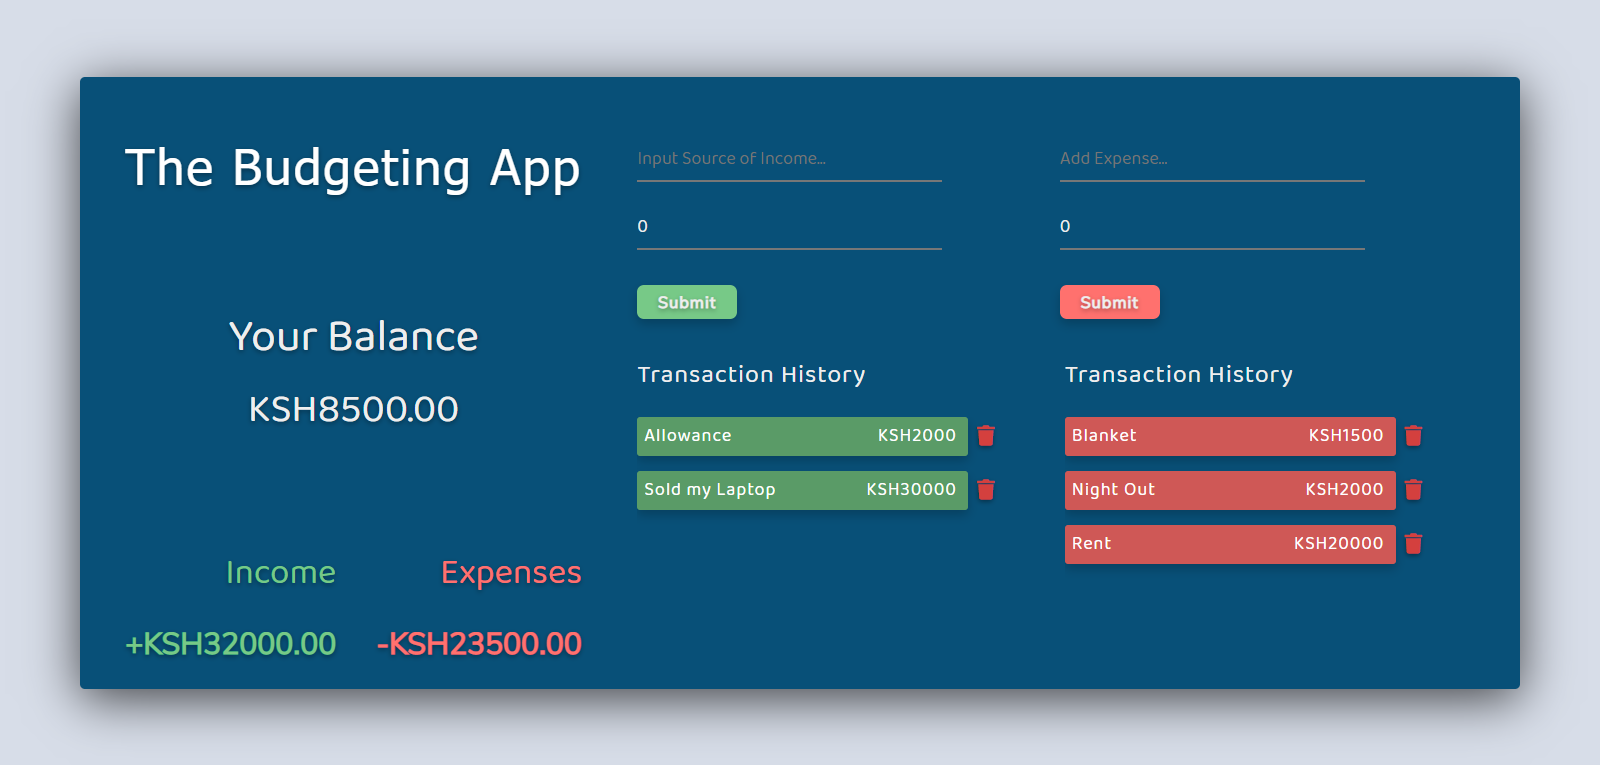 The Budgeting App
Your Balance
KSH8500.00
Income
Expenses
+KSH32000.00
-KSH23500.00
Input Source of Income...
0
Submit
Transaction History
Allowance KSH2000
Sold my Laptop KSH30000
Add Expense...
0
Submit
Transaction History
Blanket KSH1500
Night Out KSH2000
Rent KSH20000